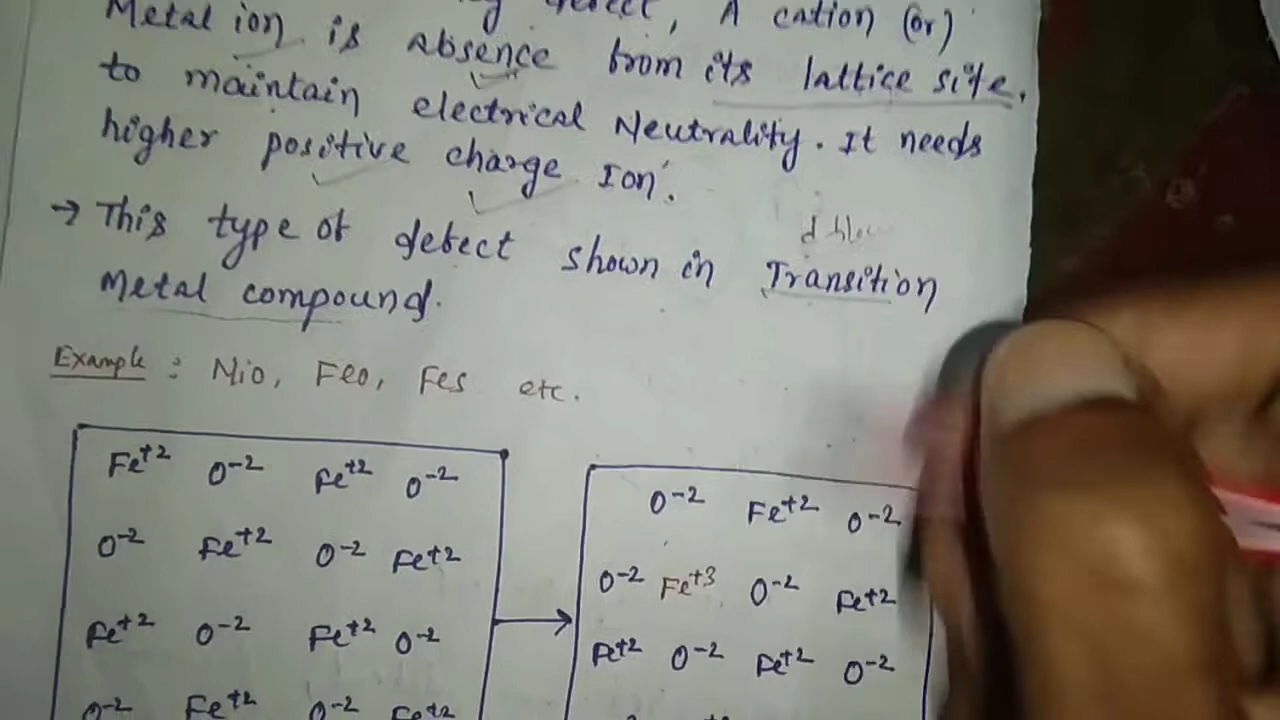 Metal ion is absence from its lattice site.
A cation (or)
to maintain electrical Neutrality. It needs
higher positive charge Ion.
→ This type of defect shown in Transition
Metal compound.
Example : Nio, Feo, Fes etc.
Fe+2 O-2 Fe+2 O-2
O-2 Fe+2 O-2 Fe+2
Fe+2 O-2 Fe+2 O-2
O-2 Fe+2 O-2 Fe+2
O-2 Fe+2 O-2
O-2 Fe+3 O-2 Fe+2
Fe+2 O-2 Fe+2 O-2